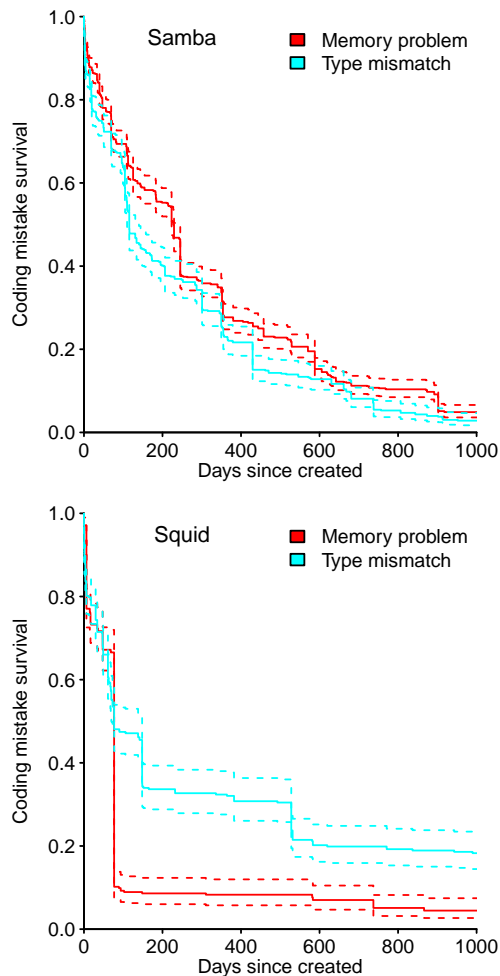 Samba
Memory problem
Type mismatch
Coding mistake survival
1.0
0.8
0.6
0.4
0.2
0.0
0 200 400 600 800 1000
Days since created
Squid
Memory problem
Type mismatch
Coding mistake survival
1.0
0.8
0.6
0.4
0.2
0.0
0 200 400 600 800 1000
Days since created